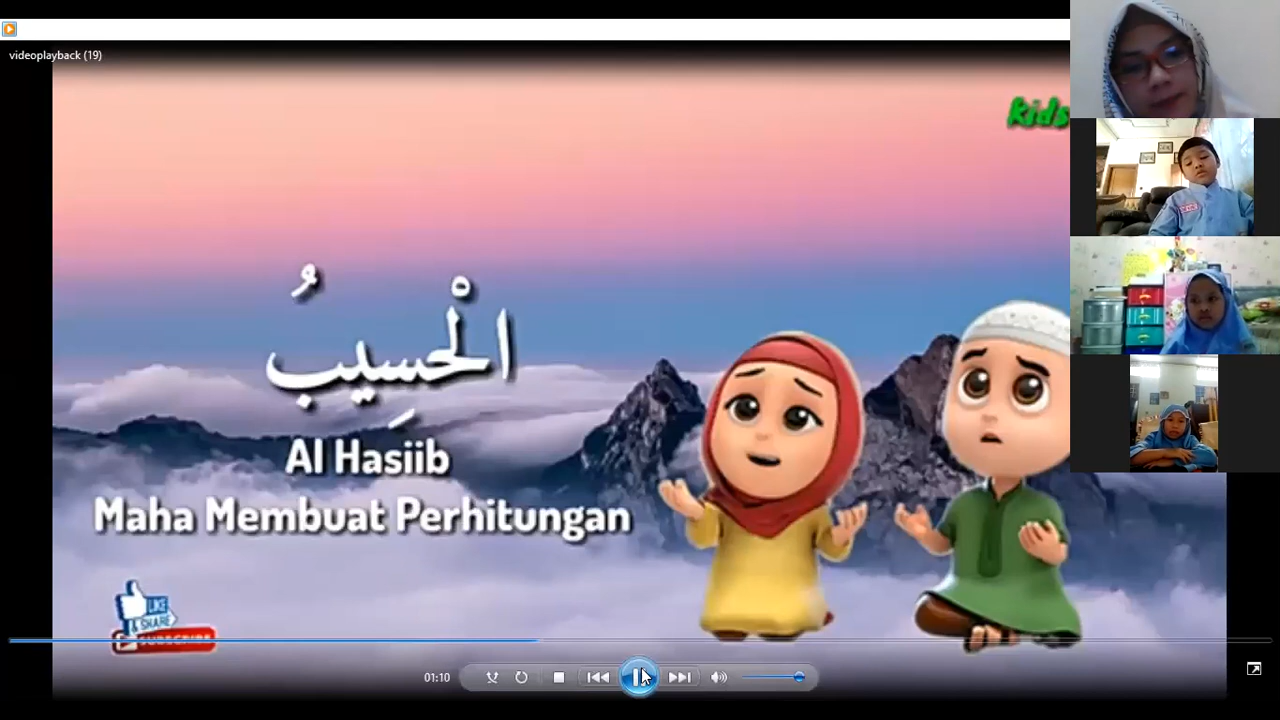 videoplayback (19)
Kids
الْحَسِيبُ
Al Hasiib
Maha Membuat Perhitungan
LIKE
& SHARE
SUBSCRIBE
01:10